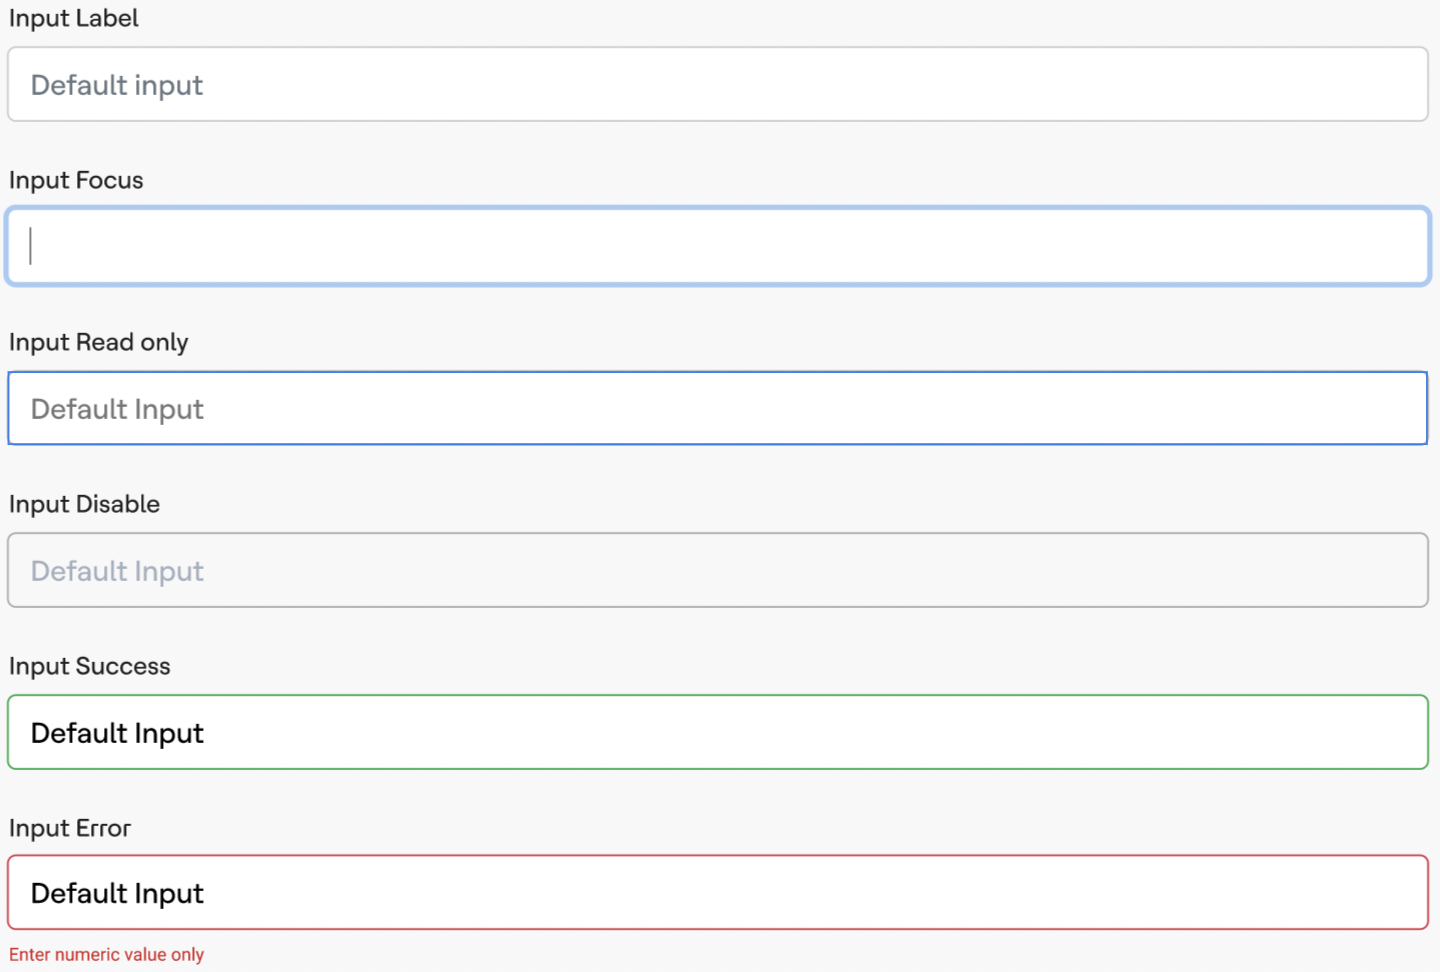 Input Label
Default input
Input Focus
Input Read only
Default Input
Input Disable
Default Input
Input Success
Default Input
Input Error
Default Input
Enter numeric value only